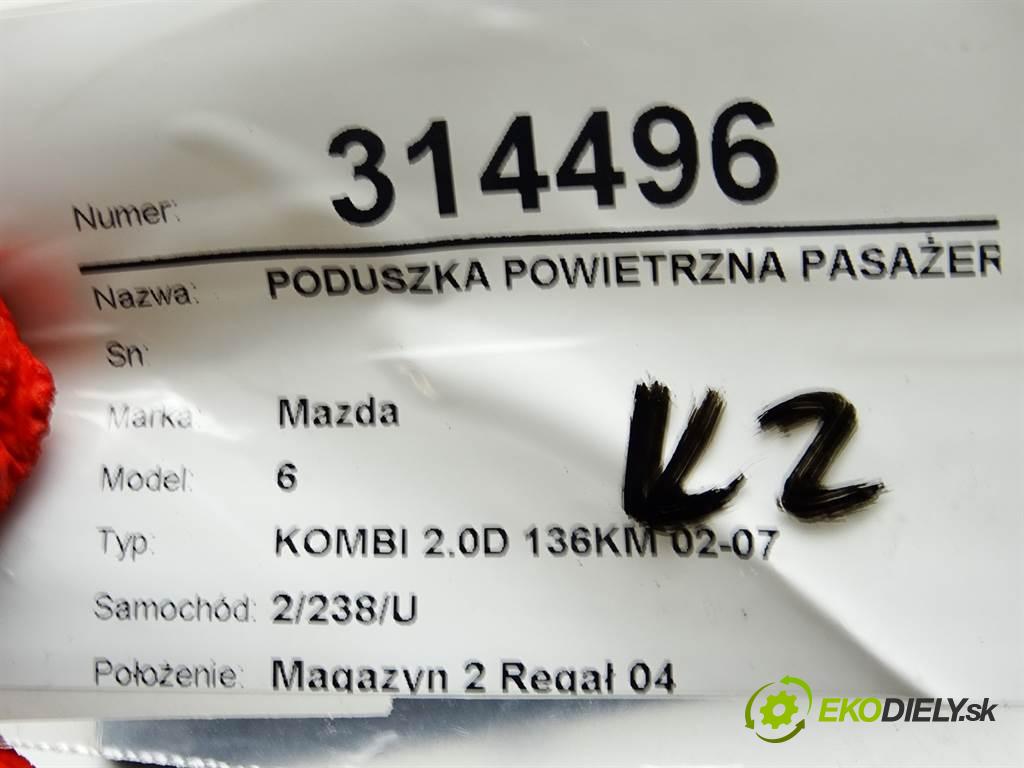 Numer: 314496
Nazwa: PODUSZKA POWIETRZNA PASAŻER
Sn:
Marka: Mazda
Model: 6
Typ: KOMBI 2.0D 136KM 02-07
Samochód: 2/238/U
Położenie: Magazyn 2 Regał 04
EKODIELY.sk